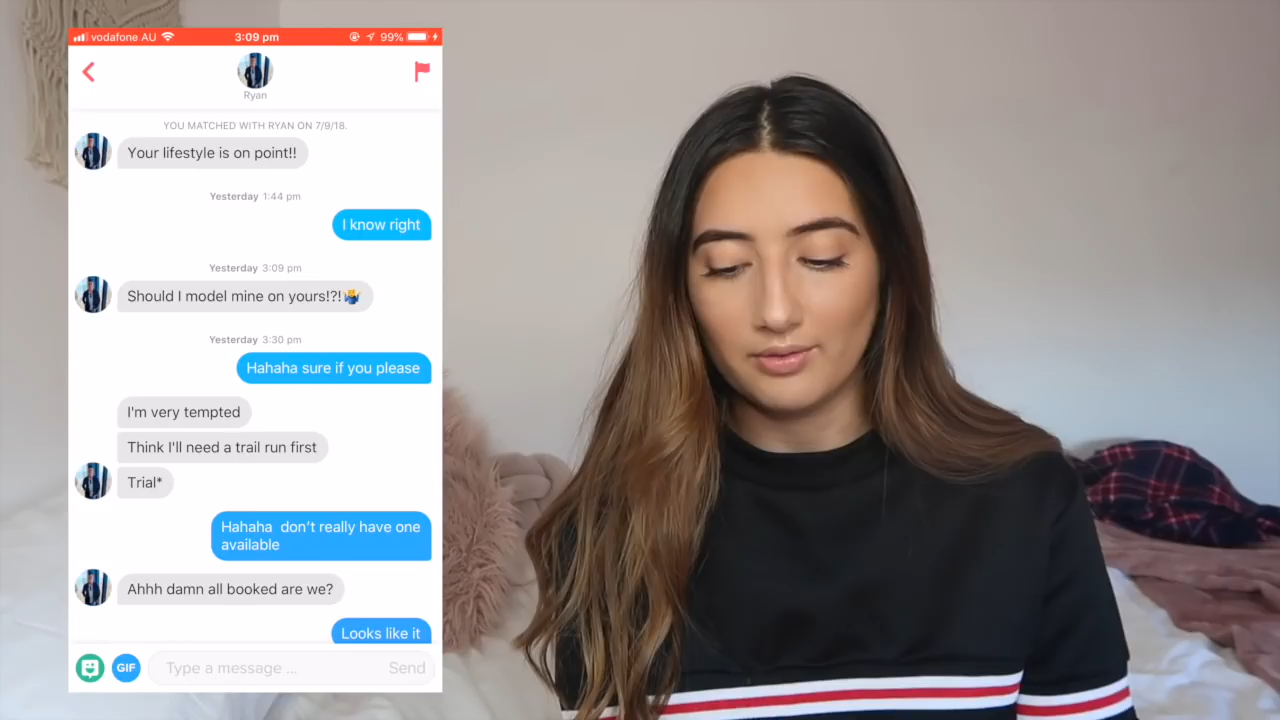 vodafone AU
3:09 pm
99%
Ryan
YOU MATCHED WITH RYAN ON 7/9/18.
Your lifestyle is on point!!
Yesterday 1:44 pm
I know right
Yesterday 3:09 pm
Should I model mine on yours!?!
Yesterday 3:30 pm
Hahaha sure if you please
I'm very tempted
Think I'll need a trail run first
Trial*
Hahaha don't really have one
available
Ahhh damn all booked are we?
Looks like it
GIF
Type a message ...
Send